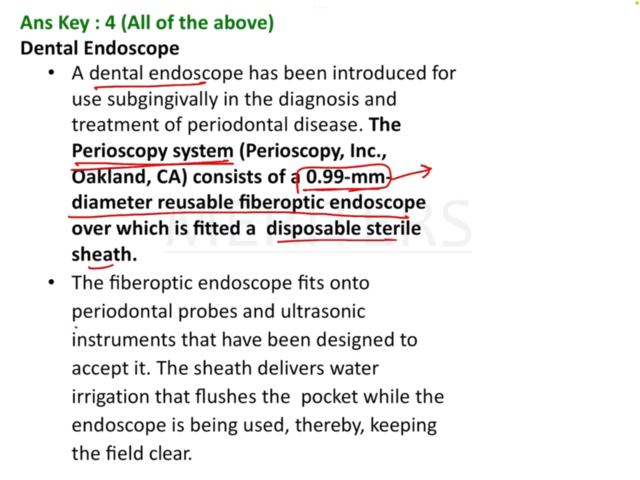 Ans Key : 4 (All of the above)
Dental Endoscope
• A dental endoscope has been introduced for
use subgingivally in the diagnosis and
treatment of periodontal disease. The
Perioscopy system (Perioscopy, Inc.,
Oakland, CA) consists of a 0.99-mm-
diameter reusable fiberoptic endoscope
over which is fitted a disposable sterile
sheath.
• The fiberoptic endoscope fits onto
periodontal probes and ultrasonic
instruments that have been designed to
accept it. The sheath delivers water
irrigation that flushes the pocket while the
endoscope is being used, thereby, keeping
the field clear.